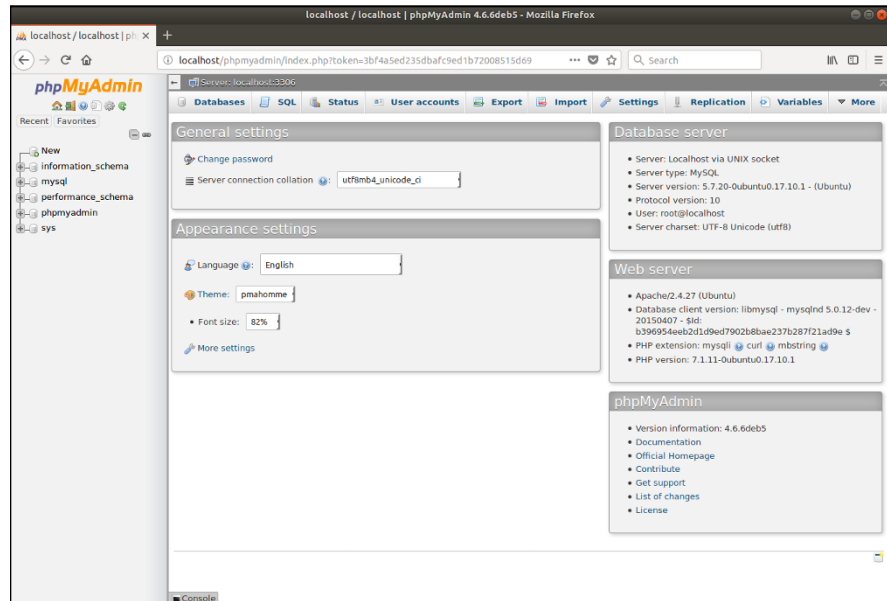 localhost / localhost | phpMyAdmin 4.6.6deb5 - Mozilla Firefox
localhost / localhost | ph
localhost/phpmyadmin/index.php?token=3bf4a5ed235dbafc9ed1b72008515d69
Search
phpMyAdmin
Recent Favorites
New
information_schema
mysql
performance_schema
phpmyadmin
sys
Server: localhost:3306
Databases SQL Status User accounts Export Import Settings Replication Variables More
General settings
Change password
Server connection collation : utf8mb4_unicode_ci
Appearance settings
Language : English
Theme: pmahomme
• Font size: 82%
More settings
Database server
• Server: Localhost via UNIX socket
• Server type: MySQL
• Server version: 5.7.20-0ubuntu0.17.10.1 - (Ubuntu)
• Protocol version: 10
• User: root@localhost
• Server charset: UTF-8 Unicode (utf8)
Web server
• Apache/2.4.27 (Ubuntu)
• Database client version: libmysql - mysqlnd 5.0.12-dev -
20150407 - $Id:
b396954eeb2d1d9ed7902b8bae237b287f21ad9e $
• PHP extension: mysqli curl mbstring
• PHP version: 7.1.11-0ubuntu0.17.10.1
phpMyAdmin
• Version information: 4.6.6deb5
• Documentation
• Official Homepage
• Contribute
• Get support
• List of changes
• License
Console